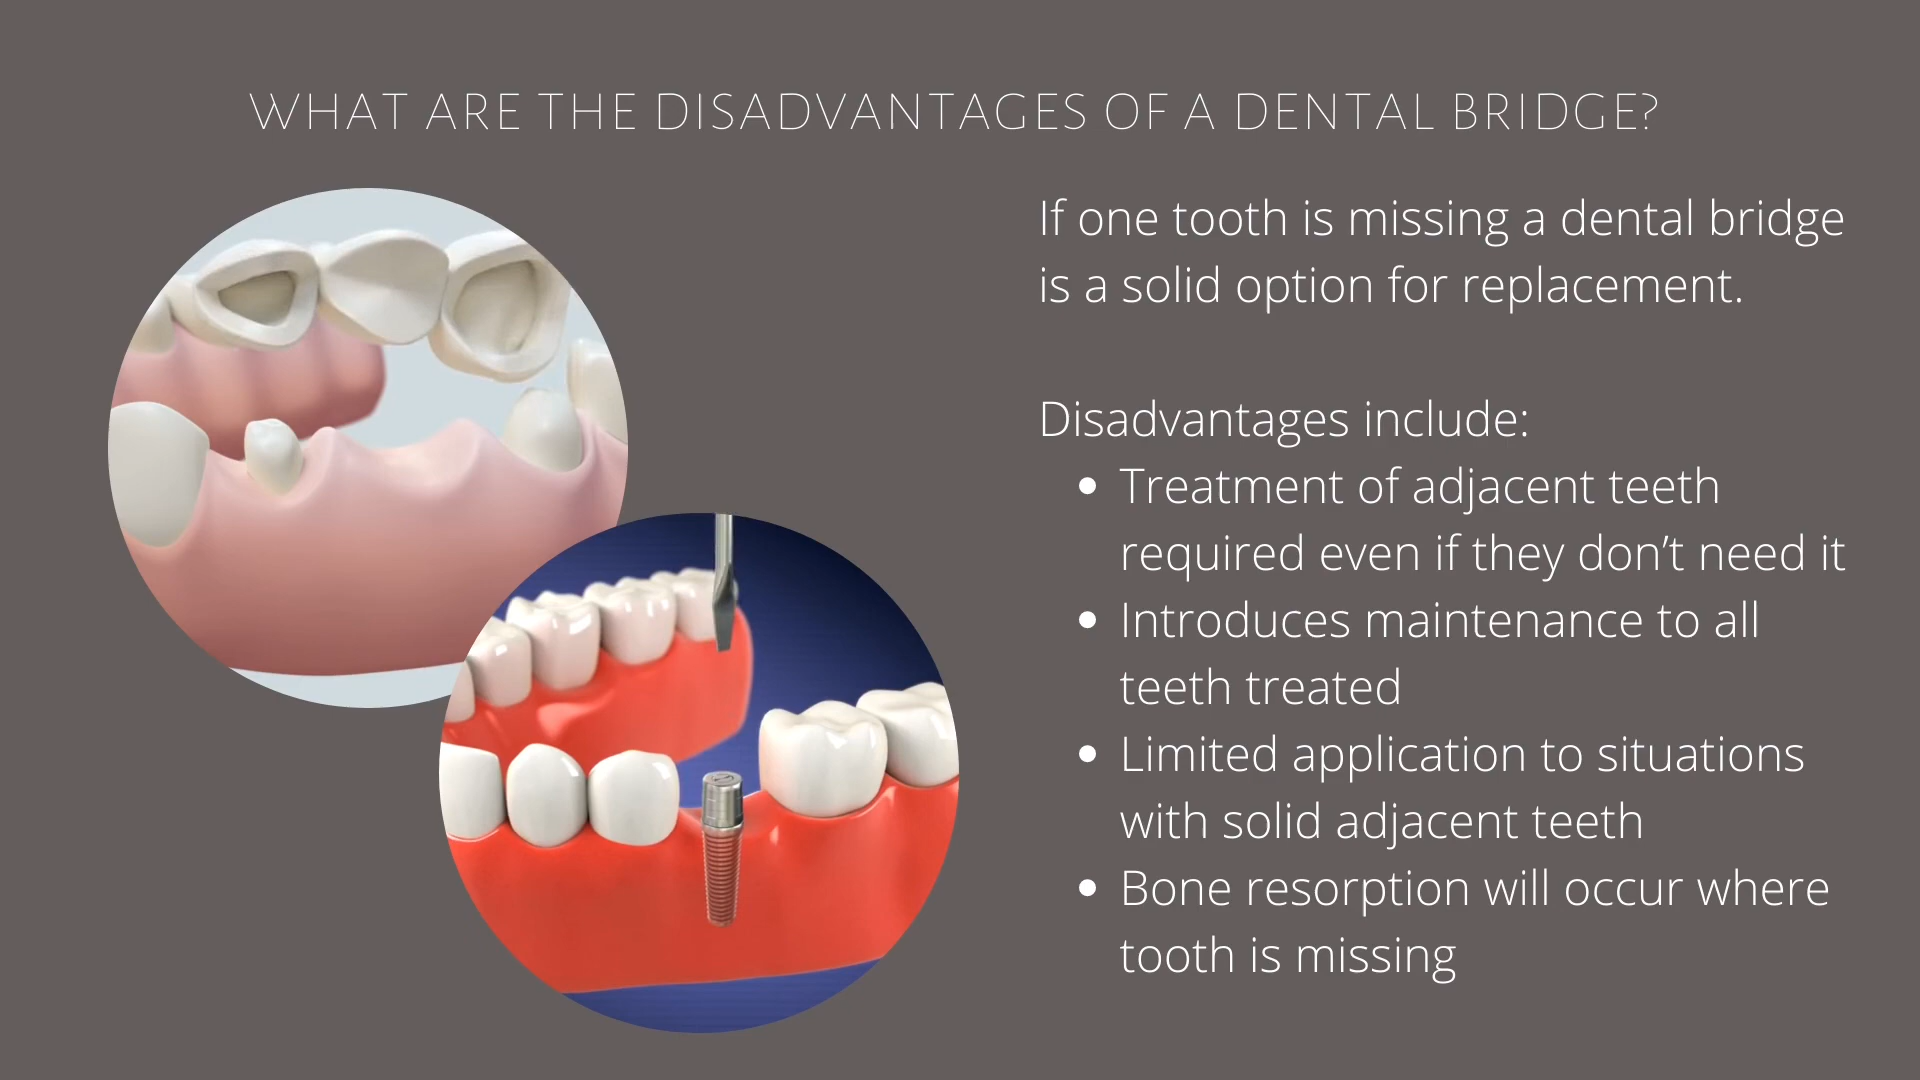 WHAT ARE THE DISADVANTAGES OF A DENTAL BRIDGE?
If one tooth is missing a dental bridge
is a solid option for replacement.
Disadvantages include:
• Treatment of adjacent teeth
required even if they don’t need it
• Introduces maintenance to all
teeth treated
• Limited application to situations
with solid adjacent teeth
• Bone resorption will occur where
tooth is missing